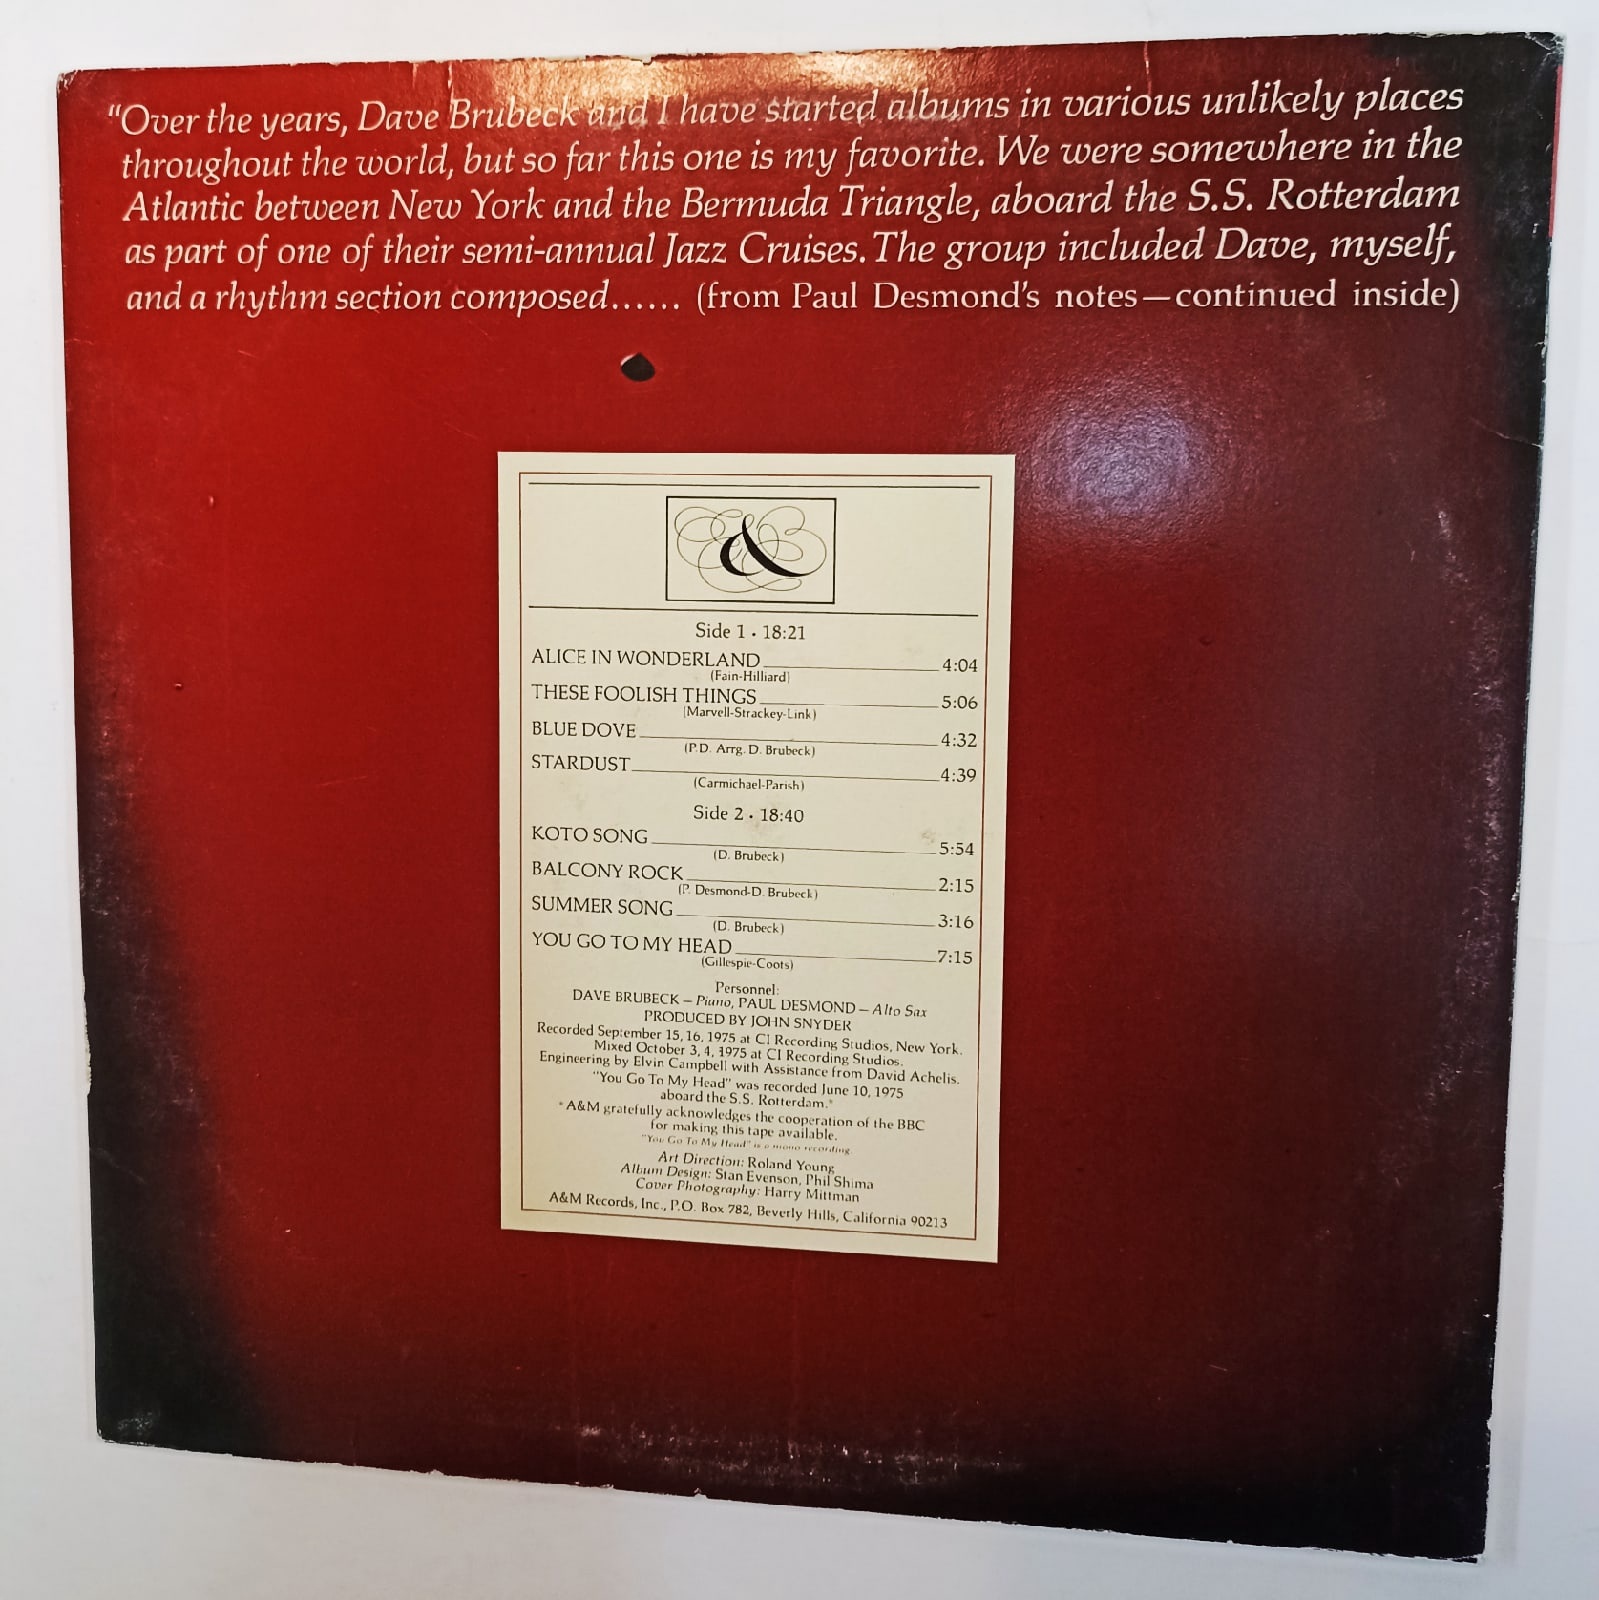 "Over the years, Dave Brubeck and I have started albums in various unlikely places
throughout the world, but so far this one is my favorite. We were somewhere in the
Atlantic between New York and the Bermuda Triangle, aboard the S.S. Rotterdam
as part of one of their semi-annual Jazz Cruises. The group included Dave, myself,
and a rhythm section composed...... (from Paul Desmond's notes—continued inside)
&
Side 1 · 18:21
ALICE IN WONDERLAND 4:04
(Fain-Hilliard)
THESE FOOLISH THINGS 5:06
(Marvell-Strackey-Link)
BLUE DOVE 4:32
(P.D. Arrg. D. Brubeck)
STARDUST 4:39
(Carmichael-Parish)
Side 2 · 18:40
KOTO SONG 5:54
(D. Brubeck)
BALCONY ROCK 2:15
(P. Desmond-D. Brubeck)
SUMMER SONG 3:16
(D. Brubeck)
YOU GO TO MY HEAD 7:15
(Gillespie-Coots)
Personnel:
DAVE BRUBECK – Piano, PAUL DESMOND – Alto Sax
PRODUCED BY JOHN SNYDER
Recorded September 15, 16, 1975 at CI Recording Studios, New York.
Mixed October 3, 4, 1975 at CI Recording Studios.
Engineering by Elvin Campbell with Assistance from David Achelis.
"You Go To My Head" was recorded June 10, 1975
aboard the S.S. Rotterdam.*
*A&M gratefully acknowledges the cooperation of the BBC
for making this tape available.
"You Go To My Head" is a mono recording.
Art Direction: Roland Young
Album Design: Stan Evenson, Phil Shima
Cover Photography: Harry Mittman
A&M Records, Inc., P.O. Box 782, Beverly Hills, California 90213